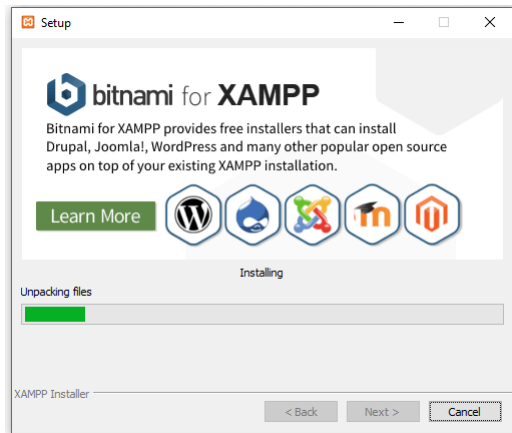 Setup
bitnami for XAMPP
Bitnami for XAMPP provides free installers that can install
Drupal, Joomla!, WordPress and many other popular open source
apps on top of your existing XAMPP installation.
Learn More
Installing
Unpacking files
XAMPP Installer
< Back Next > Cancel